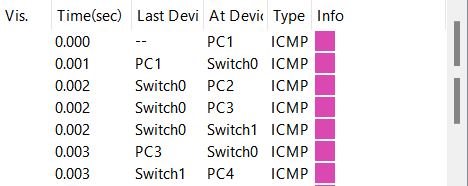 Vis. Time(sec) Last Devi At Devic Type Info
0.000 -- PC1 ICMP
0.001 PC1 Switch0 ICMP
0.002 Switch0 PC2 ICMP
0.002 Switch0 PC3 ICMP
0.002 Switch0 Switch1 ICMP
0.003 PC3 Switch0 ICMP
0.003 Switch1 PC4 ICMP